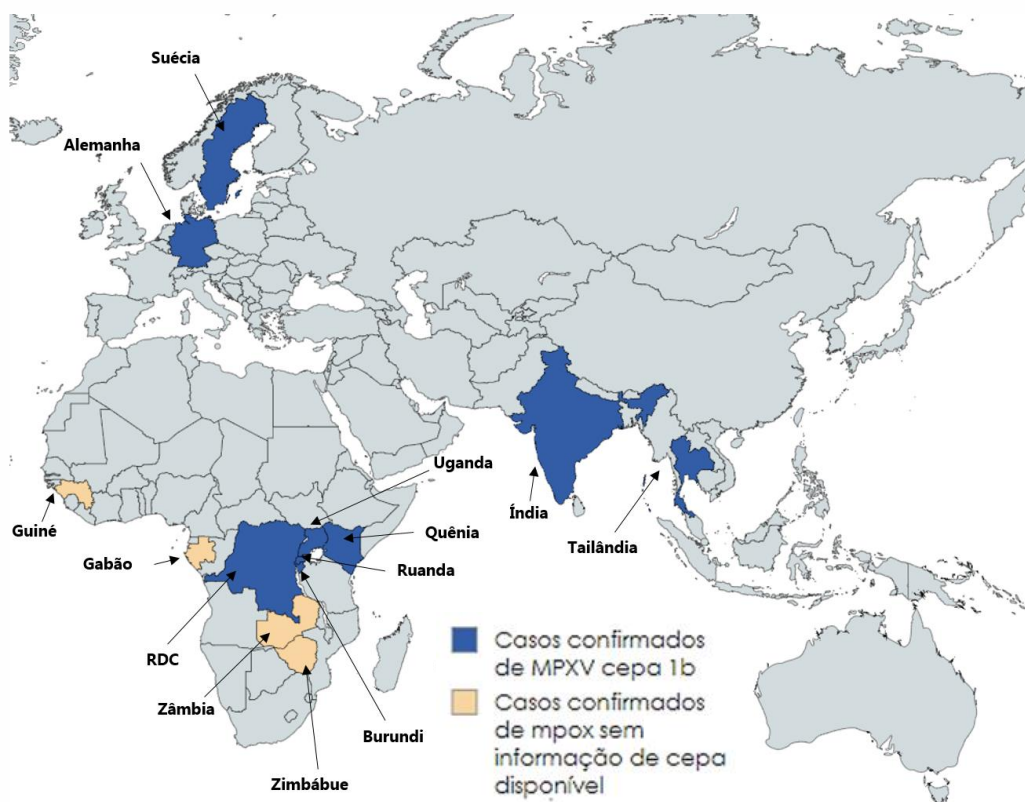 Suécia
Alemanha
Uganda
Guiné
Quênia
Índia
Gabão
Tailândia
Ruanda
Casos confirmados
de MPXV cepa 1b
RDC
Zâmbia
Casos confirmados
de mpox sem
informação de cepa
disponível
Burundi
Zimbábue